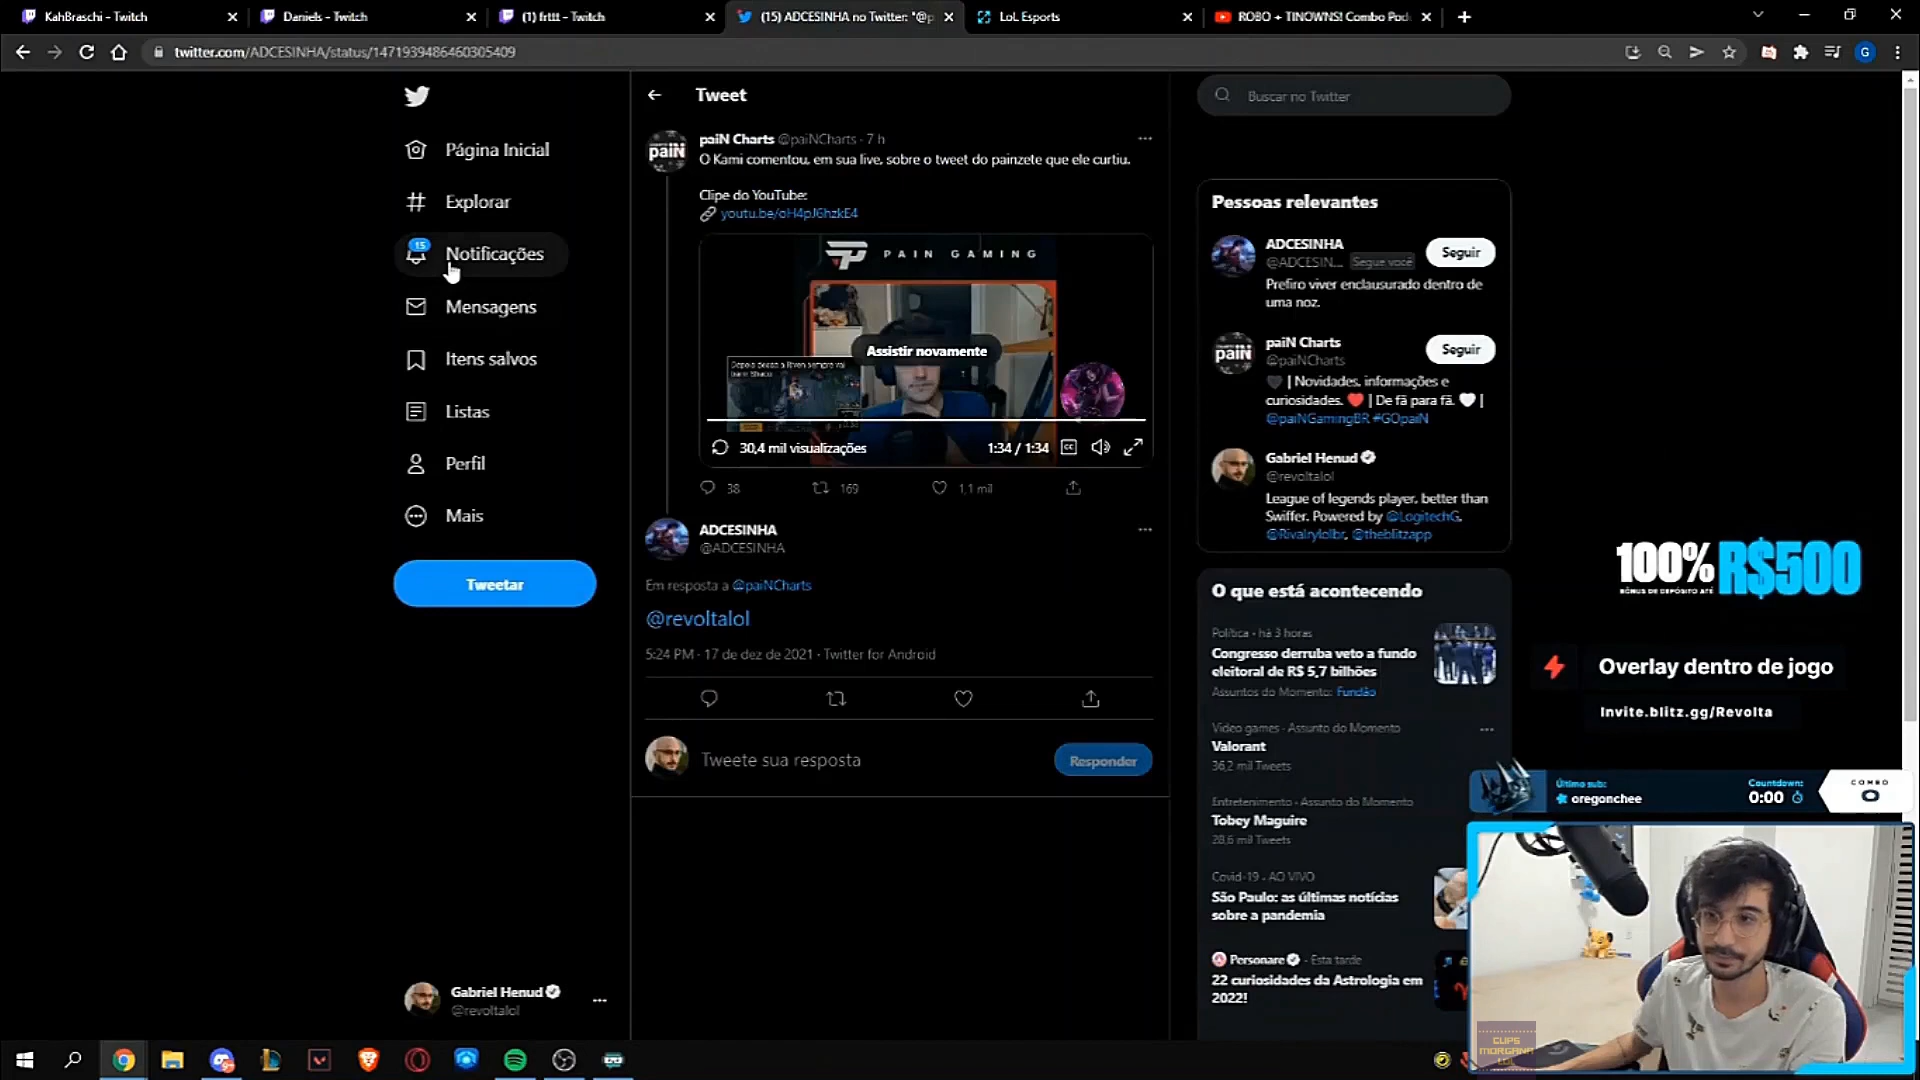 KahBraschi - Twitch
Daniels - Twitch
(1) frttt - Twitch
(15) ADCESINHA no Twitter: "@p
LoL Esports
ROBO + TINOWNS! Combo Pod
twitter.com/ADCESINHA/status/1471939486460305409
G
Página Inicial
Explorar
15
Notificações
Mensagens
Itens salvos
Listas
Perfil
Mais
Tweetar
Gabriel Henud
@revoltalol
Tweet
paiN
paiN Charts @paiNCharts · 7 h
O Kami comentou, em sua live, sobre o tweet do painzete que ele curtiu.
Clipe do YouTube:
youtu.be/oH4pJ6hzkE4
PAIN GAMING
Assistir novamente
30,4 mil visualizações
1:34 / 1:34
38
169
1,1 mil
ADCESINHA
@ADCESINHA
Em resposta a @paiNCharts
@revoltalol
5:24 PM · 17 de dez de 2021 · Twitter for Android
Tweete sua resposta
Responder
Buscar no Twitter
Pessoas relevantes
ADCESINHA
@ADCESIN... Segue você
Seguir
Prefiro viver enclausurado dentro de
uma noz.
paiN
paiN Charts
@paiNCharts
Seguir
🖤 | Novidades, informações e
curiosidades. ❤️ | De fã para fã. 🤍 |
@paiNGamingBR #GOpaiN
Gabriel Henud
@revoltalol
League of legends player, better than
Swiffer. Powered by @LogitechG,
@Rivalrylolbr, @theblitzapp
O que está acontecendo
Política · há 3 horas
Congresso derruba veto a fundo
eleitoral de R$ 5,7 bilhões
Assuntos do Momento: Fundão
Video games · Assunto do Momento
Valorant
36,2 mil Tweets
Entretenimento · Assunto do Momento
Tobey Maguire
28,6 mil Tweets
Covid-19 · AO VIVO
São Paulo: as últimas notícias
sobre a pandemia
Personare · Esta tarde
22 curiosidades da Astrologia em
2022!
100% R$500
BÔNUS DE DEPÓSITO ATÉ
Overlay dentro de jogo
Invite.blitz.gg/Revolta
Último sub:
oregonchee
Countdown:
0:00
COMBO
0
CLIPS
MORGANA
LOL